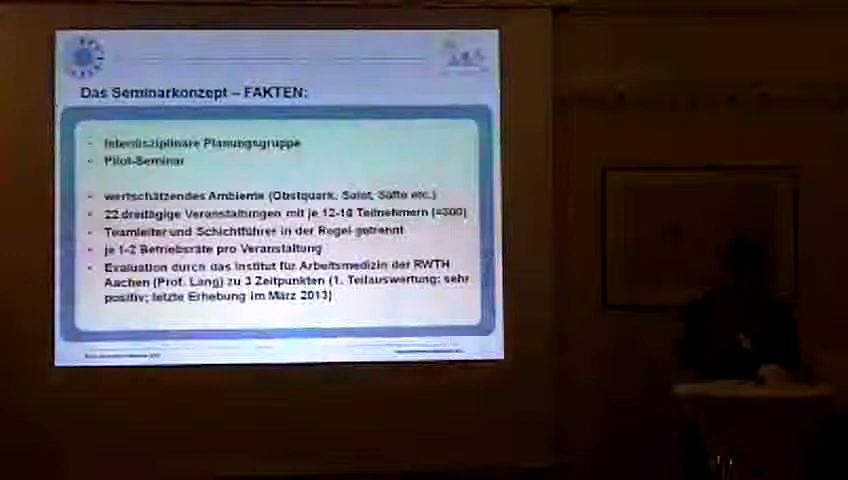 Das Seminarkonzept – FAKTEN:
Interdisziplinäre Planungsgruppe
Pilot-Seminar
wertschätzendes Ambiente (Obstquark, Salat, Säfte etc.)
22 dreitägige Veranstaltungen mit je 12-16 Teilnehmern (=300)
Teamleiter und Schichtführer in der Regel getrennt
je 1-2 Betriebsräte pro Veranstaltung
Evaluation durch das Institut für Arbeitsmedizin der RWTH
Aachen (Prof. Lang) zu 3 Zeitpunkten (1. Teilauswertung: sehr
positiv; letzte Erhebung im März 2013)